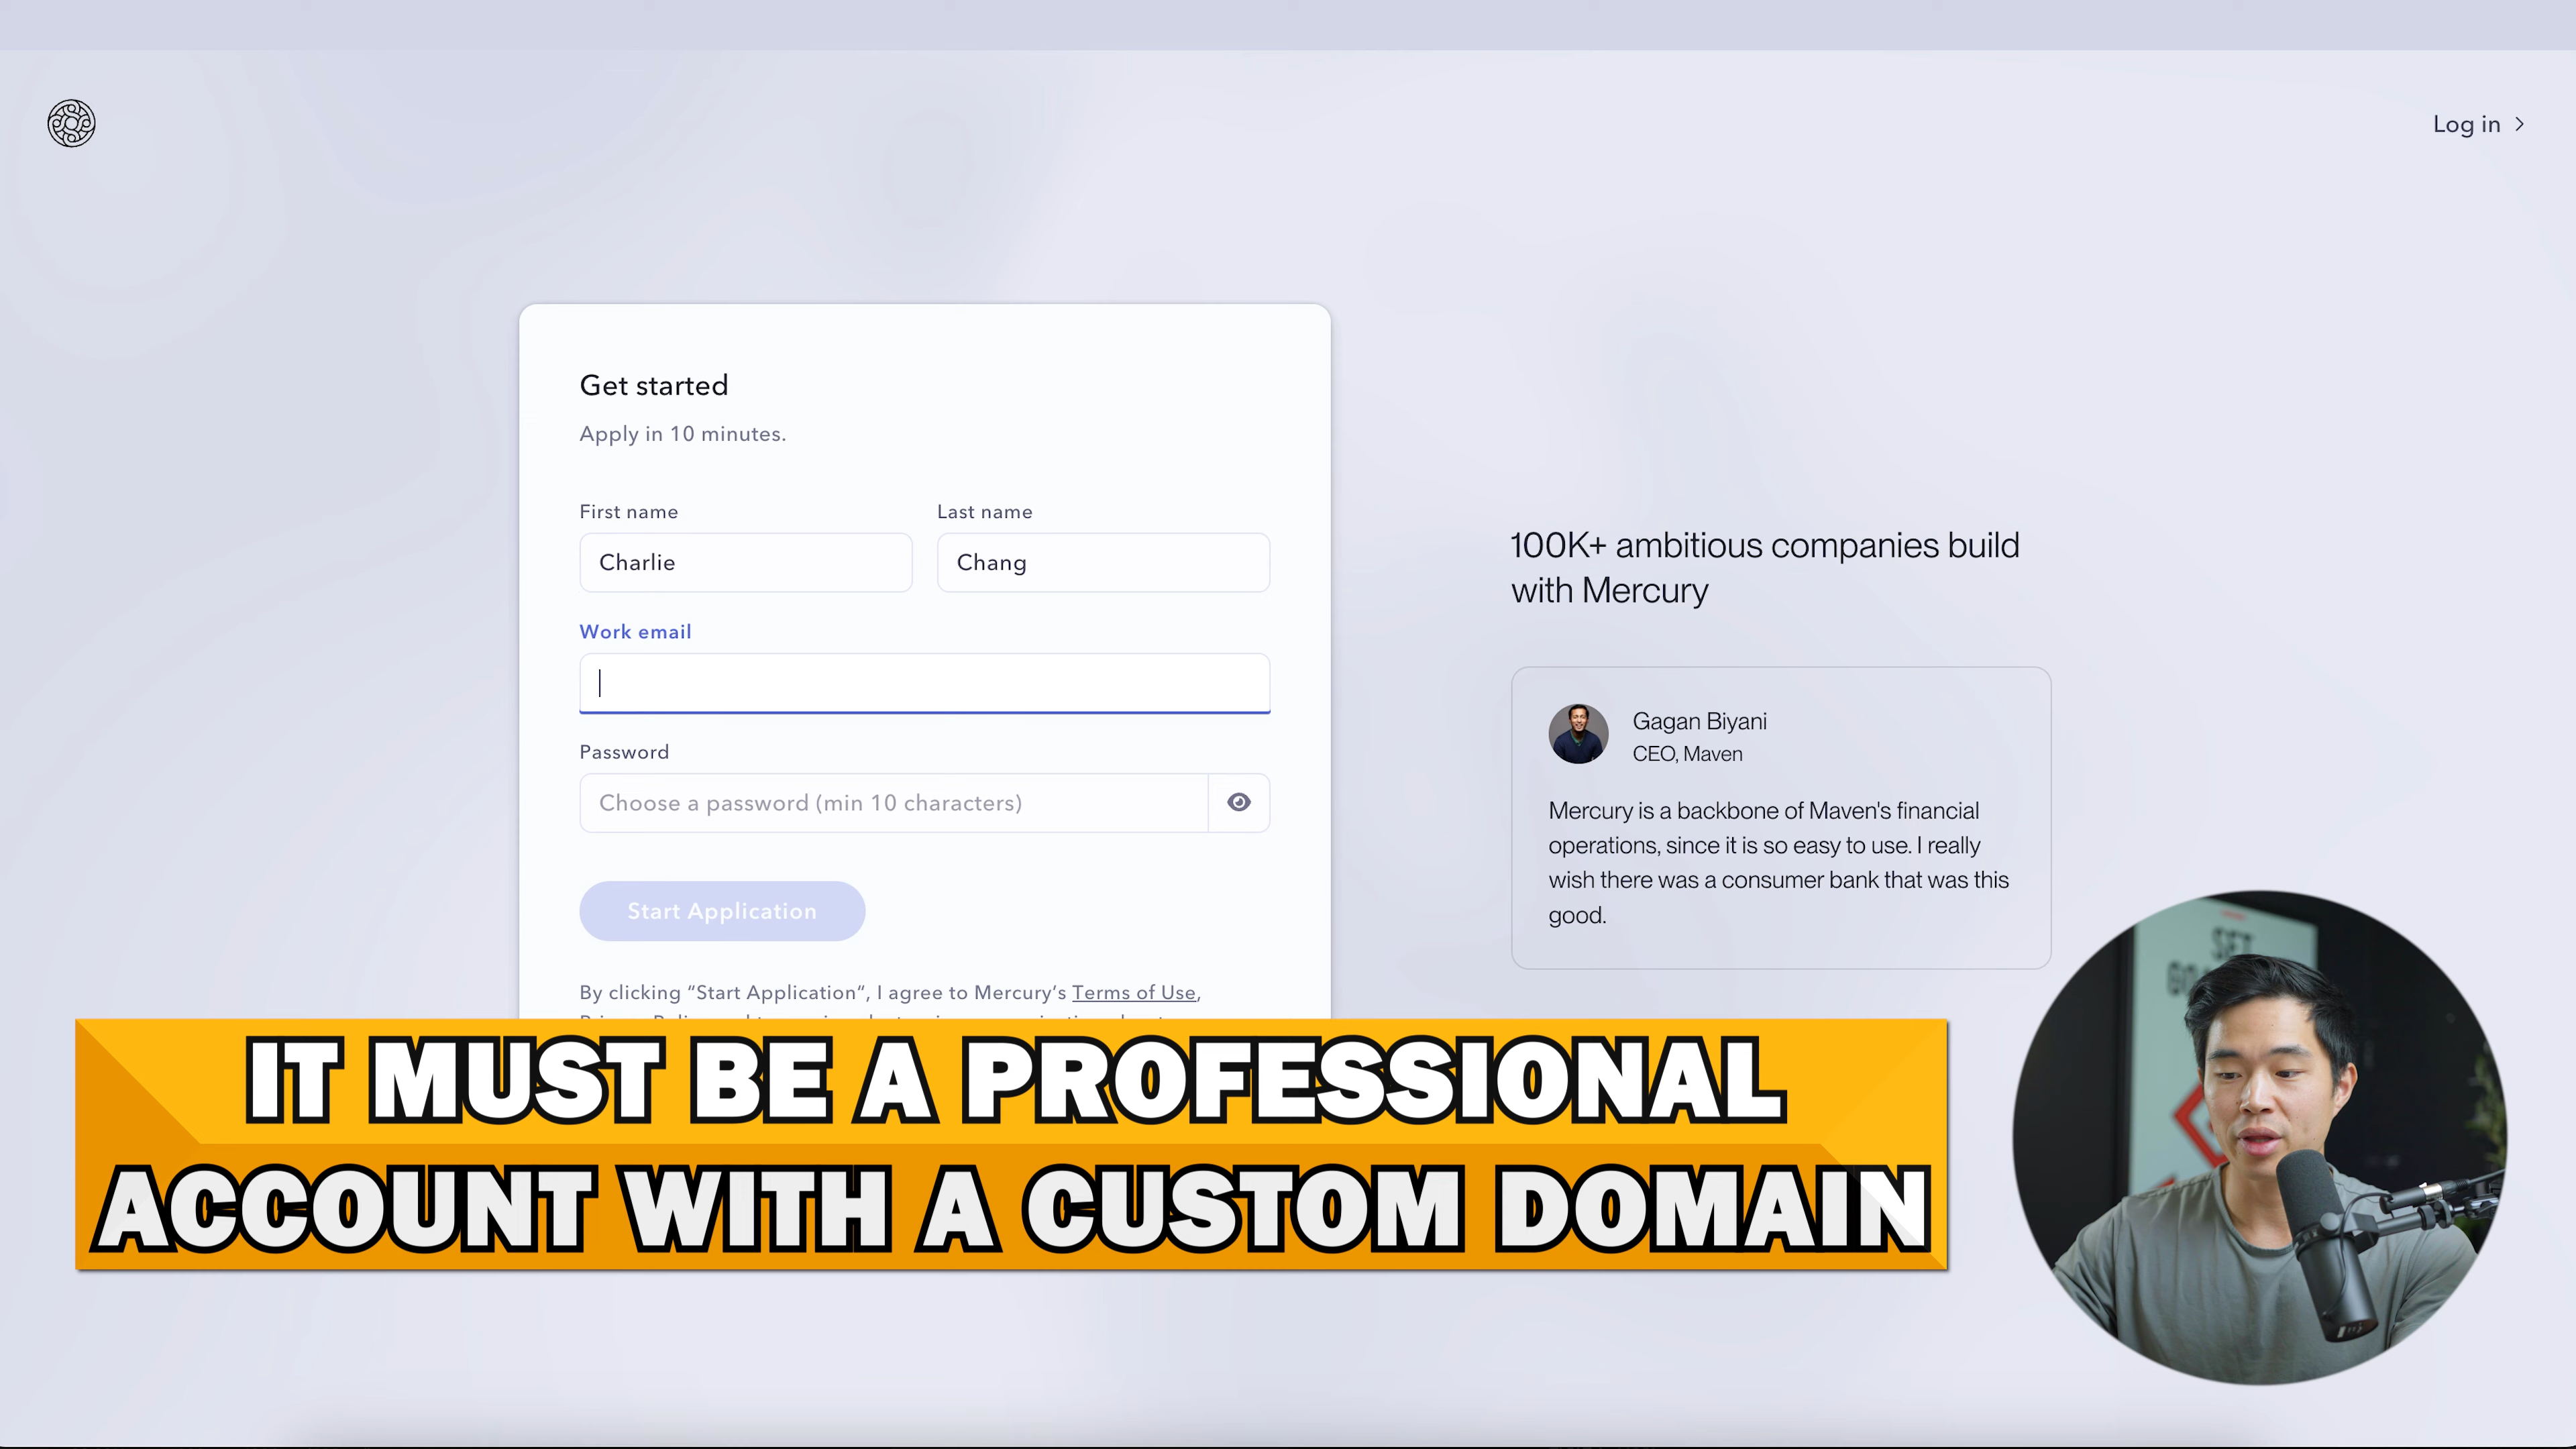 Log in
Get started
Apply in 10 minutes.
First name
Last name
Charlie
Chang
Work email
Password
Choose a password (min 10 characters)
Start Application
By clicking “Start Application”, I agree to Mercury’s Terms of Use,
100K+ ambitious companies build
with Mercury
Gagan Biyani
CEO, Maven
Mercury is a backbone of Maven's financial
operations, since it is so easy to use. I really
wish there was a consumer bank that was this
good.
SET
IT MUST BE A PROFESSIONAL
ACCOUNT WITH A CUSTOM DOMAIN